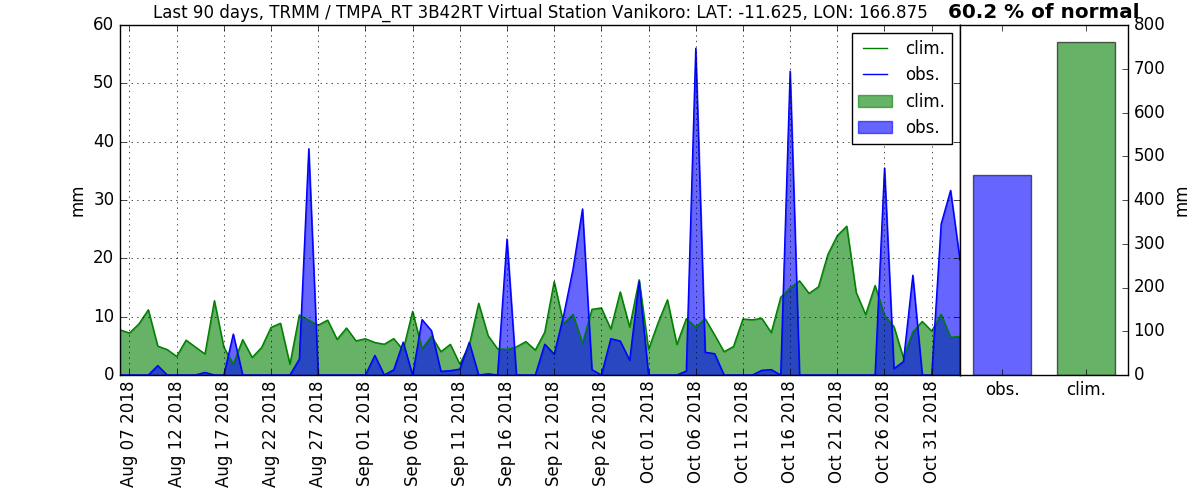 Last 90 days, TRMM / TMPA_RT 3B42RT Virtual Station Vanikoro: LAT: -11.625, LON: 166.875
60.2 % of normal
60
50
40
30
20
10
0
mm
clim.
obs.
clim.
obs.
800
700
600
500
400
300
200
100
0
mm
Aug 07 2018
Aug 12 2018
Aug 17 2018
Aug 22 2018
Aug 27 2018
Sep 01 2018
Sep 06 2018
Sep 11 2018
Sep 16 2018
Sep 21 2018
Sep 26 2018
Oct 01 2018
Oct 06 2018
Oct 11 2018
Oct 16 2018
Oct 21 2018
Oct 26 2018
Oct 31 2018
obs.
clim.